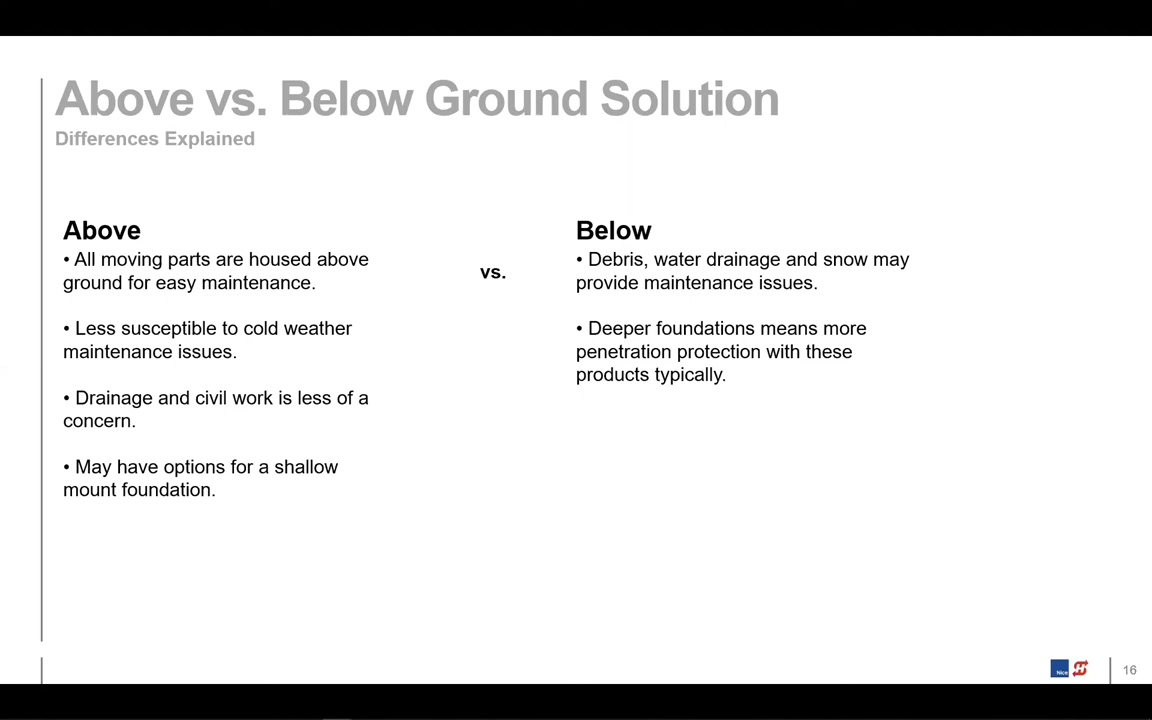 Above vs. Below Ground Solution
Differences Explained
Above
• All moving parts are housed above
ground for easy maintenance.
• Less susceptible to cold weather
maintenance issues.
• Drainage and civil work is less of a
concern.
• May have options for a shallow
mount foundation.
vs.
Below
• Debris, water drainage and snow may
provide maintenance issues.
• Deeper foundations means more
penetration protection with these
products typically.
Nice
H
16